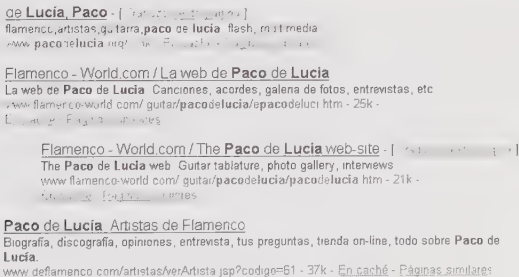 de Lucía, Paco - [
flamenco,artistas,guitarra,paco de lucia flash, multimedia
Flamenco - World.com / La web de Paco de Lucia
La web de Paco de Lucia Canciones, acordes, galeria de fotos, entrevistas, etc
www flamenco-world com/ guitar/pacodelucia/epacodeluci htm - 25k -
Flamenco - World.com / The Paco de Lucia web-site - [
The Paco de Lucia web Guitar tablature, photo gallery, interviews
www flamenco-world com/ guitar/pacodelucia/pacodelucia htm - 21k -
Paco de Lucía Artistas de Flamenco
Biografía, discografía, opiniones, entrevista, tus preguntas, tienda on-line, todo sobre Paco de
Lucía.
www deflamenco com/artistas/verArtista jsp?codigo=61 - 37k - En caché - Páginas similares